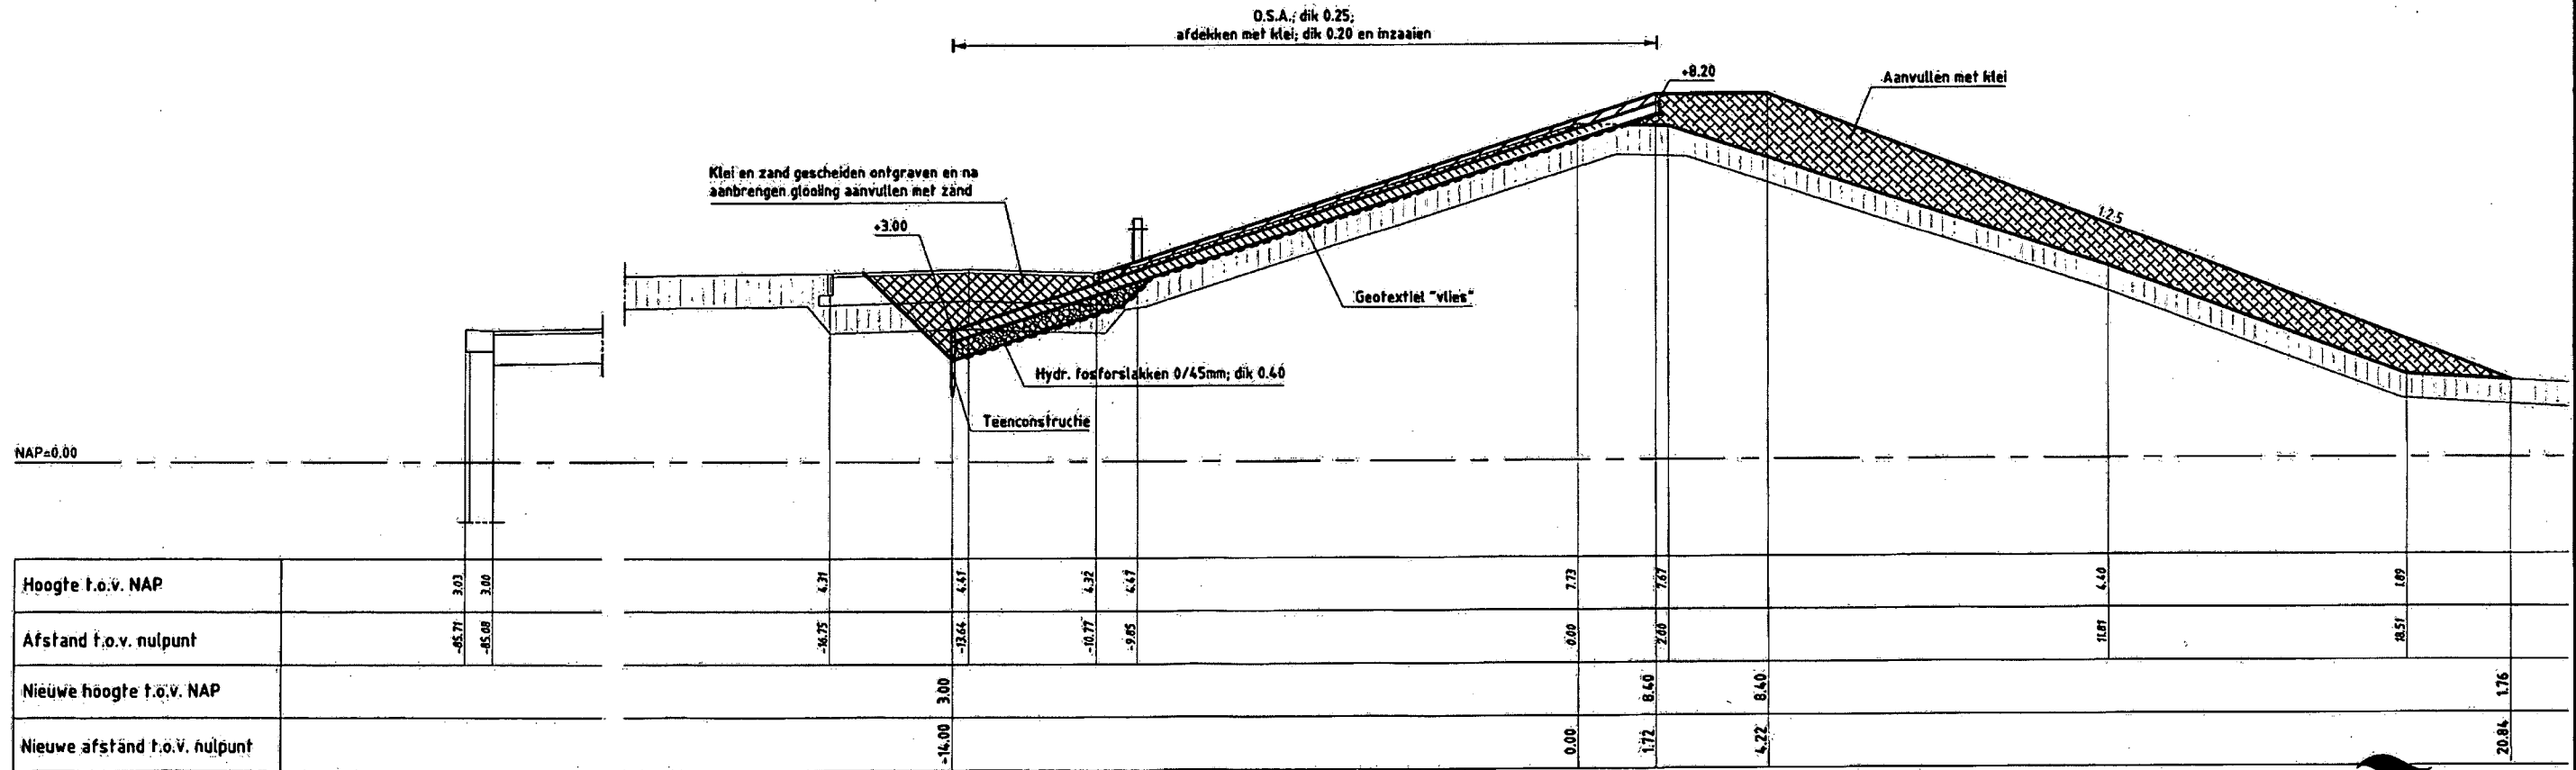 O.S.A.; dik 0.25;
afdekken met klei; dik 0.20 en inzaaien
+8.20
Aanvullen met klei
Klei en zand gescheiden ontgraven en na
aanbrengen glooiing aanvullen met zand
+3.00
1:2.5
Geotextiel "vlies"
Hydr. fosforslakken 0/45mm; dik 0.40
Teenconstructie
NAP=0.00
Hoogte t.o.v. NAP 3.03 3.00 4.31 4.41 4.32 4.47 7.73 7.67 4.40 1.89
Afstand t.o.v. nulpunt -85.71 -85.08 -16.75 -13.64 -10.77 -9.85 0.00 2.00 11.81 18.51
Nieuwe hoogte t.o.v. NAP 3.00 8.40 8.40 1.76
Nieuwe afstand t.o.v. nulpunt -14.00 0.00 1.72 4.22 20.84